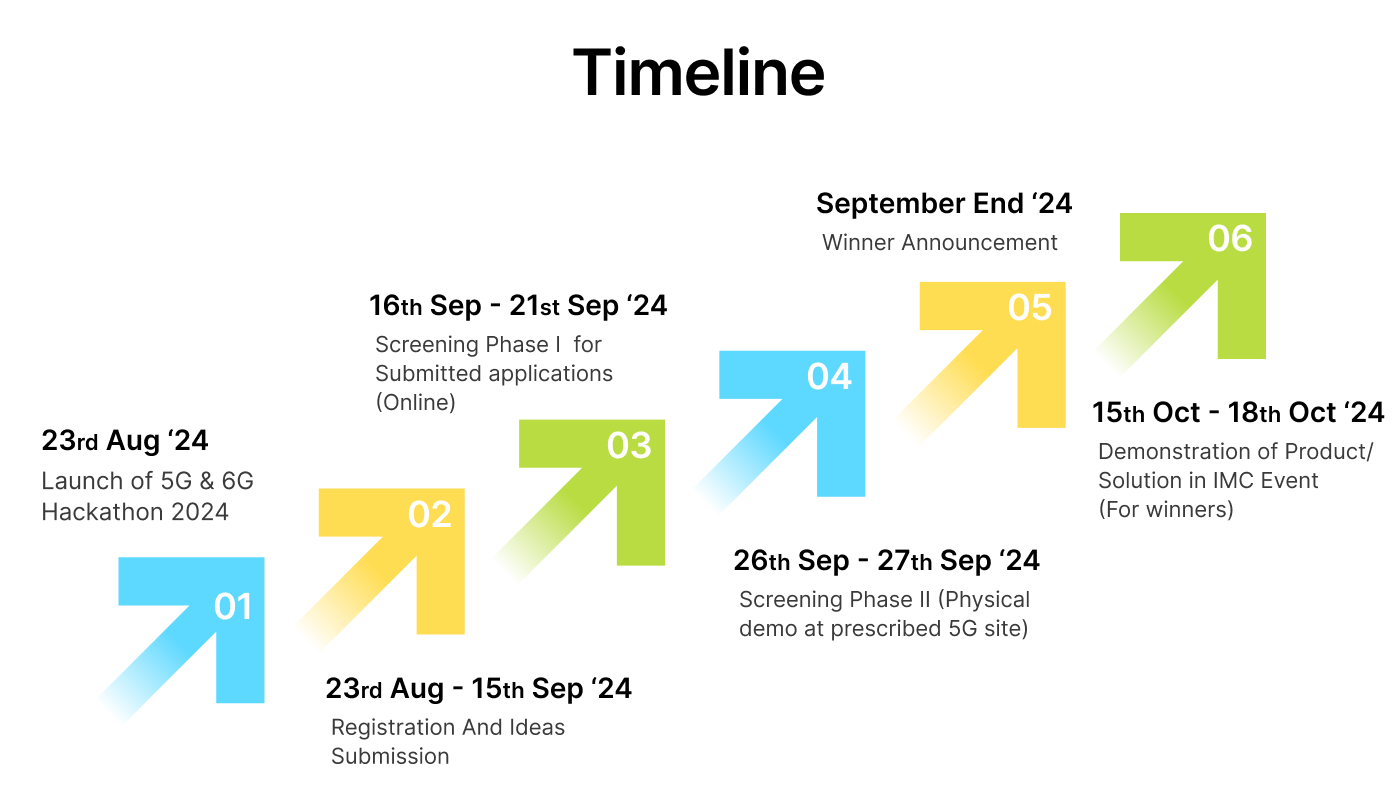 Timeline
23rd Aug ‘24
Launch of 5G & 6G
Hackathon 2024
01
02
23rd Aug - 15th Sep ‘24
Registration And Ideas
Submission
16th Sep - 21st Sep ‘24
Screening Phase I  for
Submitted applications
(Online)
03
04
26th Sep - 27th Sep ‘24
Screening Phase II (Physical
demo at prescribed 5G site)
September End ‘24
Winner Announcement
05
06
15th Oct - 18th Oct ‘24
Demonstration of Product/
Solution in IMC Event
(For winners)